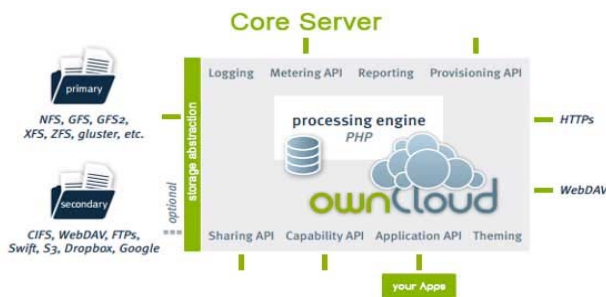 Core Server
Logging Metering API Reporting Provisioning API
primary
NFS, GFS, GFS2,
XFS, ZFS, gluster, etc.
storage abstraction
processing engine
PHP
HTTPs
optional
secondary
ownCloud
WebDAV
CIFS, WebDAV, FTPs,
Swift, S3, Dropbox, Google
Sharing API Capability API Application API Theming
your Apps